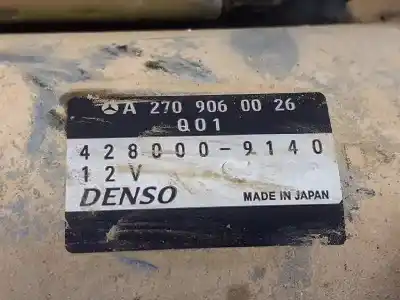 A 270 906 00 26
Q01
428000-9140
12V
DENSO MADE IN JAPAN